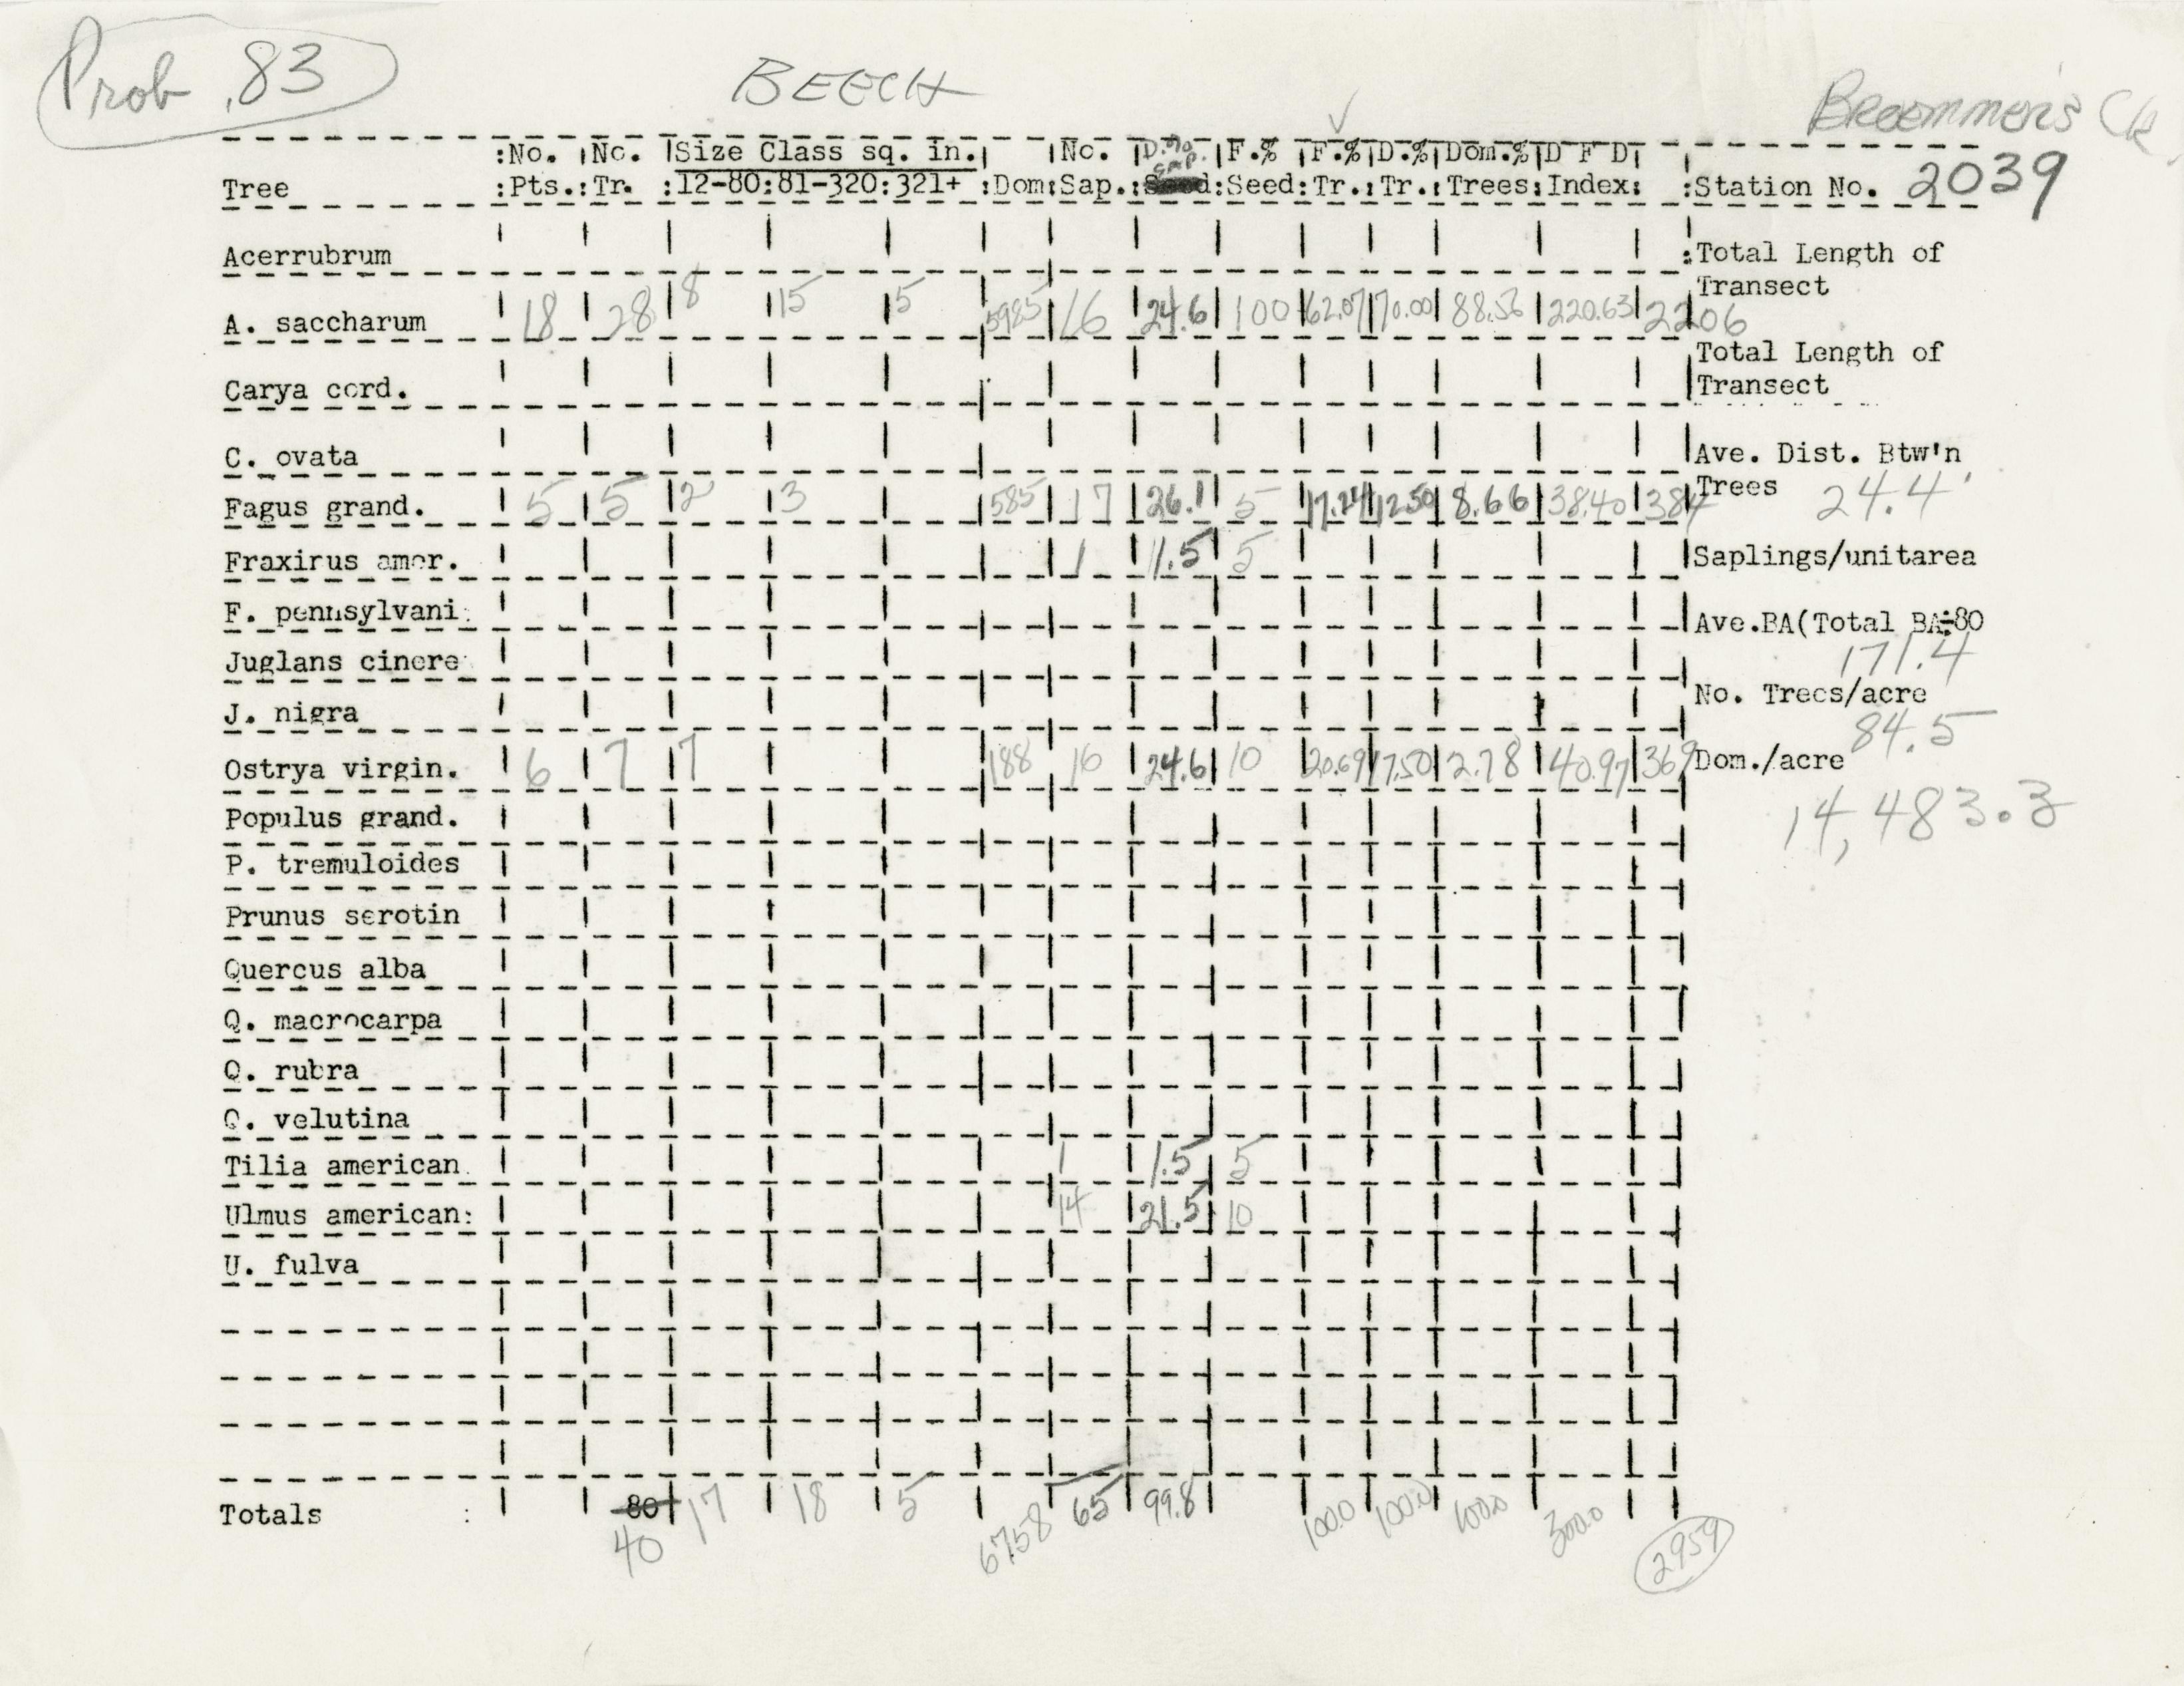 Prob .83
BEECH
Broemmer's Ck.
:No. No. Size Class sq. in. No. D.% Sap. F.% F.% D.% Dom.% D F D
Tree :Pts.:Tr. :12-80:81-320:321+ :Dom:Sap.: :Seed:Tr.: Tr.: Trees: Index: :Station No. 2039
Acerrubrum :Total Length of
Transect
A. saccharum 18 28 8 15 5 5985 16 24.6 100 62.07 70.00 88.56 220.63 2206
Total Length of
Carya cord. Transect
C. ovata Ave. Dist. Btw'n
Fagus grand. 5 5 2 3 585 17 26.1 5 17.24 12.50 8.66 38.40 384 Trees 24.4'
Fraxirus amer. 1 1.5 5 Saplings/unitarea
F. pennsylvani: Ave.BA(Total BA÷80
171.4
Juglans cinere:
J. nigra No. Trees/acre
84.5
Ostrya virgin. 6 7 7 188 16 24.6 10 20.69 17.50 2.78 40.97 369 Dom./acre
14,483.3
Populus grand.
P. tremuloides
Prunus serotin
Quercus alba
Q. macrocarpa
Q. rubra
Q. velutina
Tilia american. 1 1.5 5
Ulmus american: 14 21.5 10
U. fulva
Totals : 80 17 18 5 6758 65 99.8 100.0 100.0 100.0 300.0 2959
40